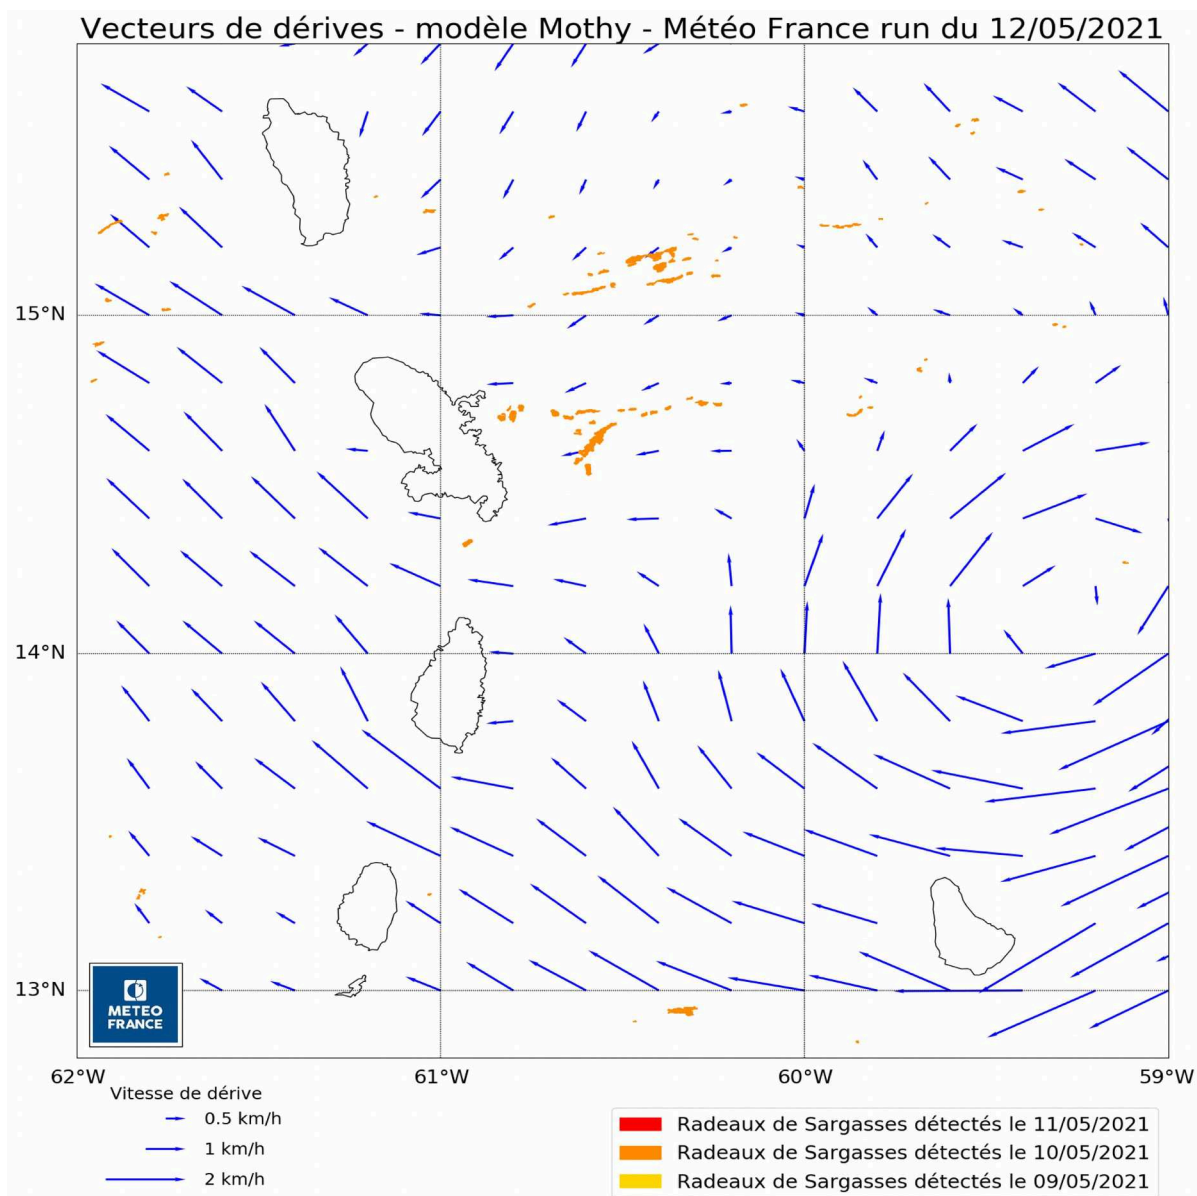 Vecteurs de dérives - modèle Mothy - Météo France run du 12/05/2021
15°N
14°N
13°N
METEO
FRANCE
62°W
61°W
60°W
59°W
Vitesse de dérive
0.5 km/h
1 km/h
2 km/h
Radeaux de Sargasses détectés le 11/05/2021
Radeaux de Sargasses détectés le 10/05/2021
Radeaux de Sargasses détectés le 09/05/2021